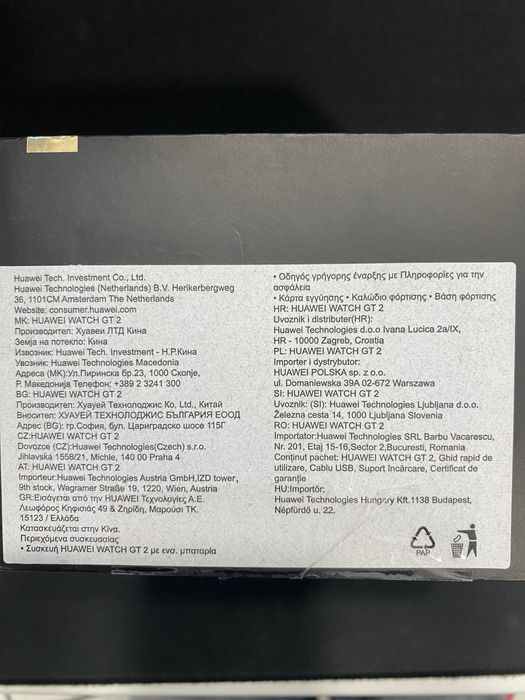 Huawei Tech. Investment Co., Ltd.
Huawei Technologies (Netherlands) B.V. Herikerbergweg
36, 1101CM Amsterdam The Netherlands
Website: consumer.huawei.com
MK: HUAWEI WATCH GT 2
Производител: Хуавеи ЛТД Кина
Земја на потекло: Кина
Извозник: Huawei Tech. Investment - Н.Р.Кина
Увозник: Huawei Technologies Macedonia
Адреса (MK):Ул.Пиринска бр.23, 1000 Скопје,
Р. Македонија Телефон: +389 2 3241 300
BG: HUAWEI WATCH GT 2
Производител: Хуауей Технолоджис Ко, Лтд., Китай
Вносител: ХУАУЕЙ ТЕХНОЛОДЖИС БЪЛГАРИЯ ЕООД
Адрес (BG): гр.София, бул. Цариградско шосе 115Г
CZ:HUAWEI WATCH GT 2
Dovozce (CZ):Huawei Technologies(Czech) s.r.o.
Jihlavská 1558/21, Michle, 140 00 Praha 4
AT: HUAWEI WATCH GT 2
Importeur:Huawei Technologies Austria GmbH,IZD tower,
9th stock, Wagramer Straße 19, 1220, Wien, Austria
GR:Εισάγεται από την HUAWEI Τεχνολογίες Α.Ε.
Λεωφόρος Κηφισιάς 49 & Ζηρίδη, Μαρούσι ΤΚ.
15123 / Ελλάδα
Κατασκευάζεται στην Κίνα.
Περιεχόμενα συσκευασίας
• Συσκευή HUAWEI WATCH GT 2 με ενσ. μπαταρία
• Οδηγός γρήγορης έναρξης με Πληροφορίες για την
ασφάλεια
• Κάρτα εγγύησης • Καλώδιο φόρτισης • Βάση φόρτισης
HR: HUAWEI WATCH GT 2
Uvoznik i distributer(HR):
Huawei Technologies d.o.o Ivana Lucica 2a/IX,
HR - 10000 Zagreb, Croatia
PL: HUAWEI WATCH GT 2
Importer i dystrybutor:
HUAWEI POLSKA sp. z o.o.
ul. Domaniewska 39A 02-672 Warszawa
SI: HUAWEI WATCH GT 2
Uvoznik: (SI): Huawei Technologies Ljubljana d.o.o.
Železna cesta 14, 1000 Ljubljana Slovenia
RO: HUAWEI WATCH GT 2
Importator:Huawei Technologies SRL Barbu Vacarescu,
Nr. 201, Etaj 15-16,Sector 2,Bucuresti, Romania
Conţinut pachet: HUAWEI WATCH GT 2, Ghid rapid de
utilizare, Cablu USB, Suport încărcare, Certificat de
garanţie
HU:Importőr:
Huawei Technologies Hungary Kft.1138 Budapest,
Népfürdő u. 22.
PAP